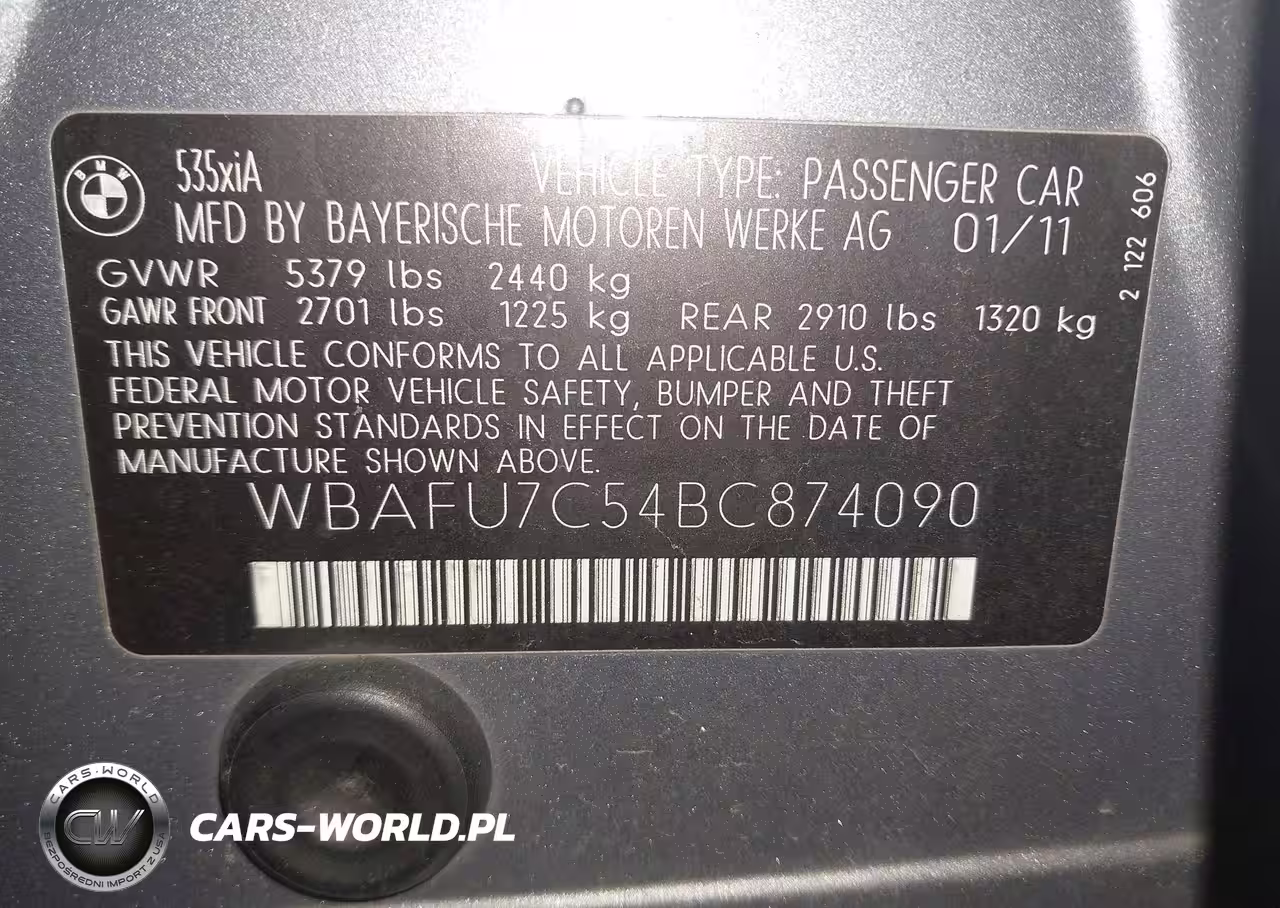 BMW
535xiA VEHICLE TYPE: PASSENGER CAR
MFD BY BAYERISCHE MOTOREN WERKE AG 01/11
GVWR 5379 lbs 2440 kg
GAWR FRONT 2701 lbs 1225 kg REAR 2910 lbs 1320 kg
THIS VEHICLE CONFORMS TO ALL APPLICABLE U.S.
FEDERAL MOTOR VEHICLE SAFETY, BUMPER AND THEFT
PREVENTION STANDARDS IN EFFECT ON THE DATE OF
MANUFACTURE SHOWN ABOVE.
WBAFU7C54BC874090
2 122 606
CARS-WORLD
CW
BEZPOŚREDNI IMPORT Z USA
CARS-WORLD.PL